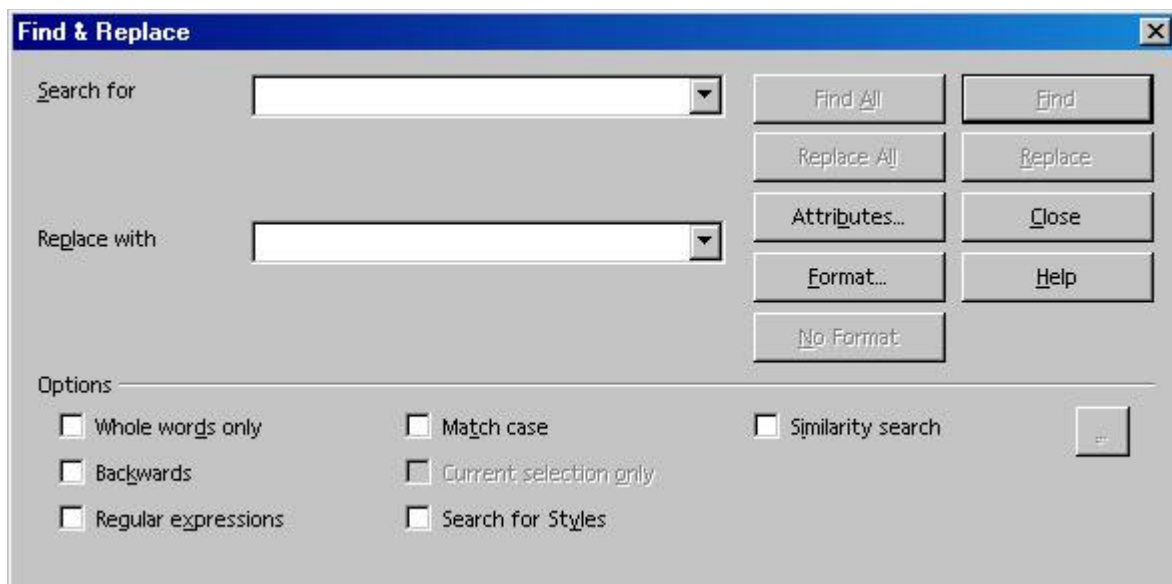 Find & Replace
Search for
Find All
Find
Replace All
Replace
Replace with
Attributes...
Close
Format...
Help
No Format
Options
Whole words only
Match case
Similarity search
...
Backwards
Current selection only
Regular expressions
Search for Styles